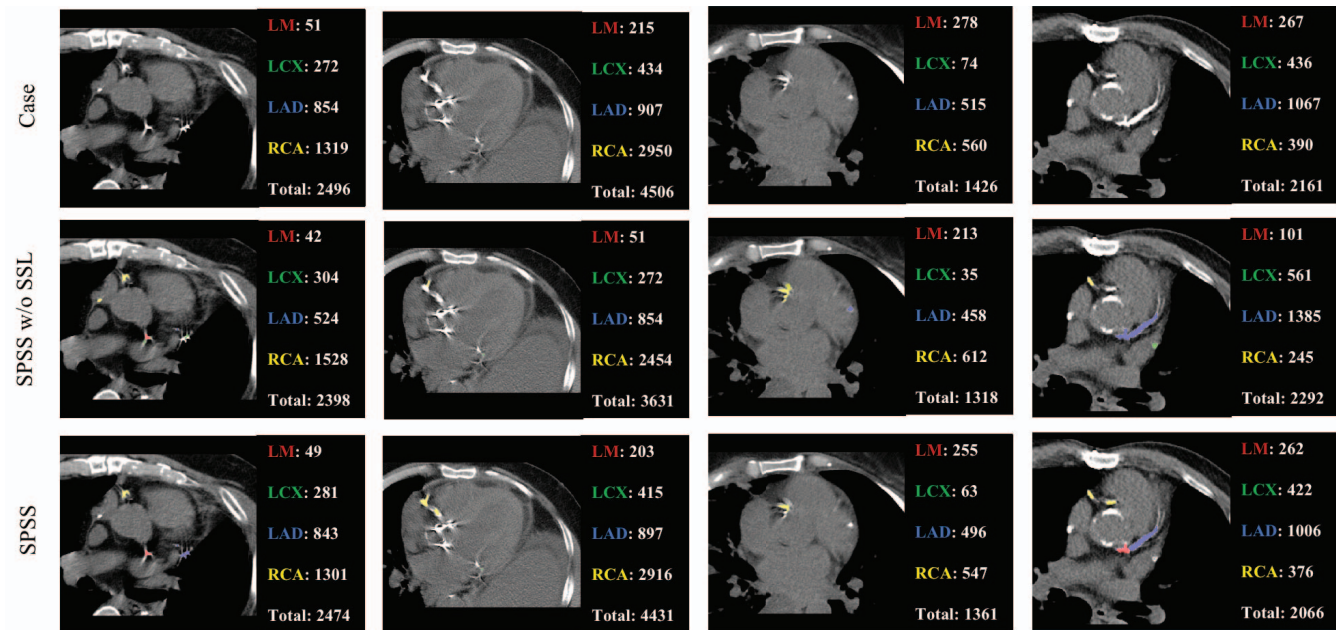 Case
LM: 51
LCX: 272
LAD: 854
RCA: 1319
Total: 2496
LM: 215
LCX: 434
LAD: 907
RCA: 2950
Total: 4506
LM: 278
LCX: 74
LAD: 515
RCA: 560
Total: 1426
LM: 267
LCX: 436
LAD: 1067
RCA: 390
Total: 2161
SPSS w/o SSL
LM: 42
LCX: 304
LAD: 524
RCA: 1528
Total: 2398
LM: 51
LCX: 272
LAD: 854
RCA: 2454
Total: 3631
LM: 213
LCX: 35
LAD: 458
RCA: 612
Total: 1318
LM: 101
LCX: 561
LAD: 1385
RCA: 245
Total: 2292
SPSS
LM: 49
LCX: 281
LAD: 843
RCA: 1301
Total: 2474
LM: 203
LCX: 415
LAD: 897
RCA: 2916
Total: 4431
LM: 255
LCX: 63
LAD: 496
RCA: 547
Total: 1361
LM: 262
LCX: 422
LAD: 1006
RCA: 376
Total: 2066